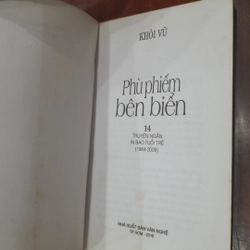 KHÔI VŨ
Phù phiếm
bên biển
14
TRUYỆN NGẮN
IN BÁO TUỔI TRẺ
(1989-2009)
NHÀ XUẤT BẢN VĂN NGHỆ
TP. HCM - 2010